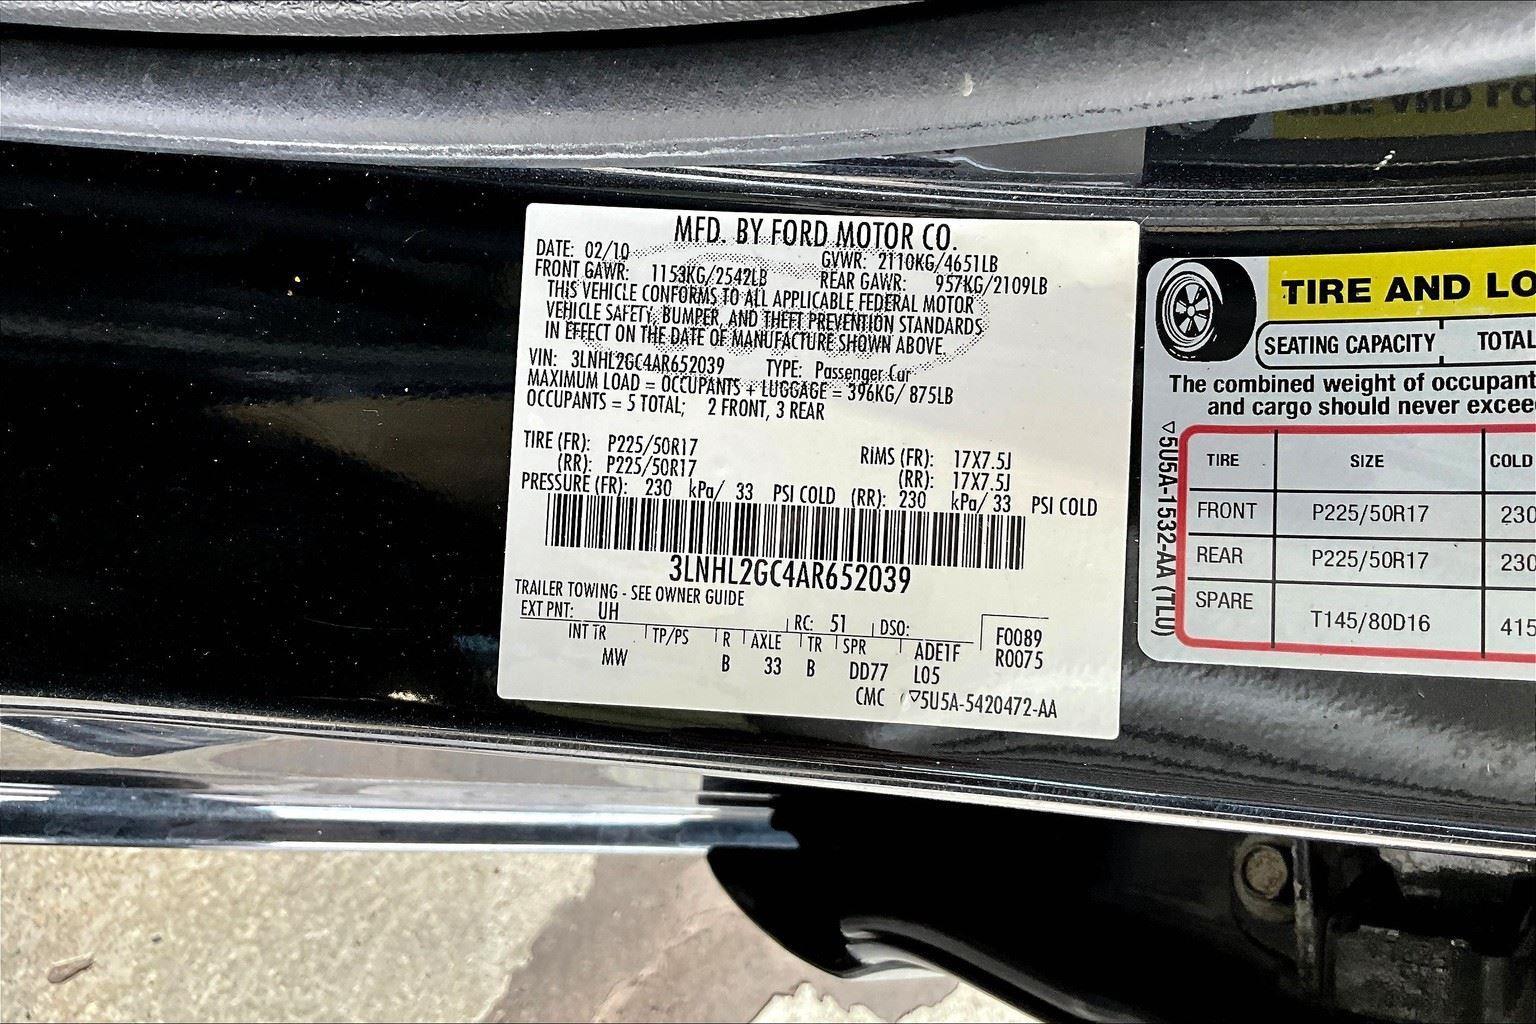 MFD. BY FORD MOTOR CO.
DATE: 02/10 GVWR: 2110KG/4651LB
FRONT GAWR: 1153KG/2542LB REAR GAWR: 957KG/2109LB
THIS VEHICLE CONFORMS TO ALL APPLICABLE FEDERAL MOTOR
VEHICLE SAFETY, BUMPER, AND THEFT PREVENTION STANDARDS
IN EFFECT ON THE DATE OF MANUFACTURE SHOWN ABOVE.
VIN: 3LNHL2GC4AR652039 TYPE: Passenger Car
MAXIMUM LOAD = OCCUPANTS + LUGGAGE = 396KG/ 875LB
OCCUPANTS = 5 TOTAL; 2 FRONT, 3 REAR
TIRE (FR): P225/50R17 RIMS (FR): 17X7.5J
(RR): P225/50R17 (RR): 17X7.5J
PRESSURE (FR): 230 kPa/ 33 PSI COLD (RR): 230 kPa/ 33 PSI COLD
3LNHL2GC4AR652039
TRAILER TOWING - SEE OWNER GUIDE
EXT PNT: UH RC: 51 DSO: F0089
INT TR TP/PS R AXLE TR SPR ADE1F R0075
MW B 33 B DD77 L05
CMC ▽5U5A-5420472-AA
TIRE AND LO
SEATING CAPACITY TOTAL
The combined weight of occupant
and cargo should never excee
TIRE SIZE COLD
FRONT P225/50R17 230
REAR P225/50R17 230
SPARE T145/80D16 415
▽5U5A-1532-AA (TLU)